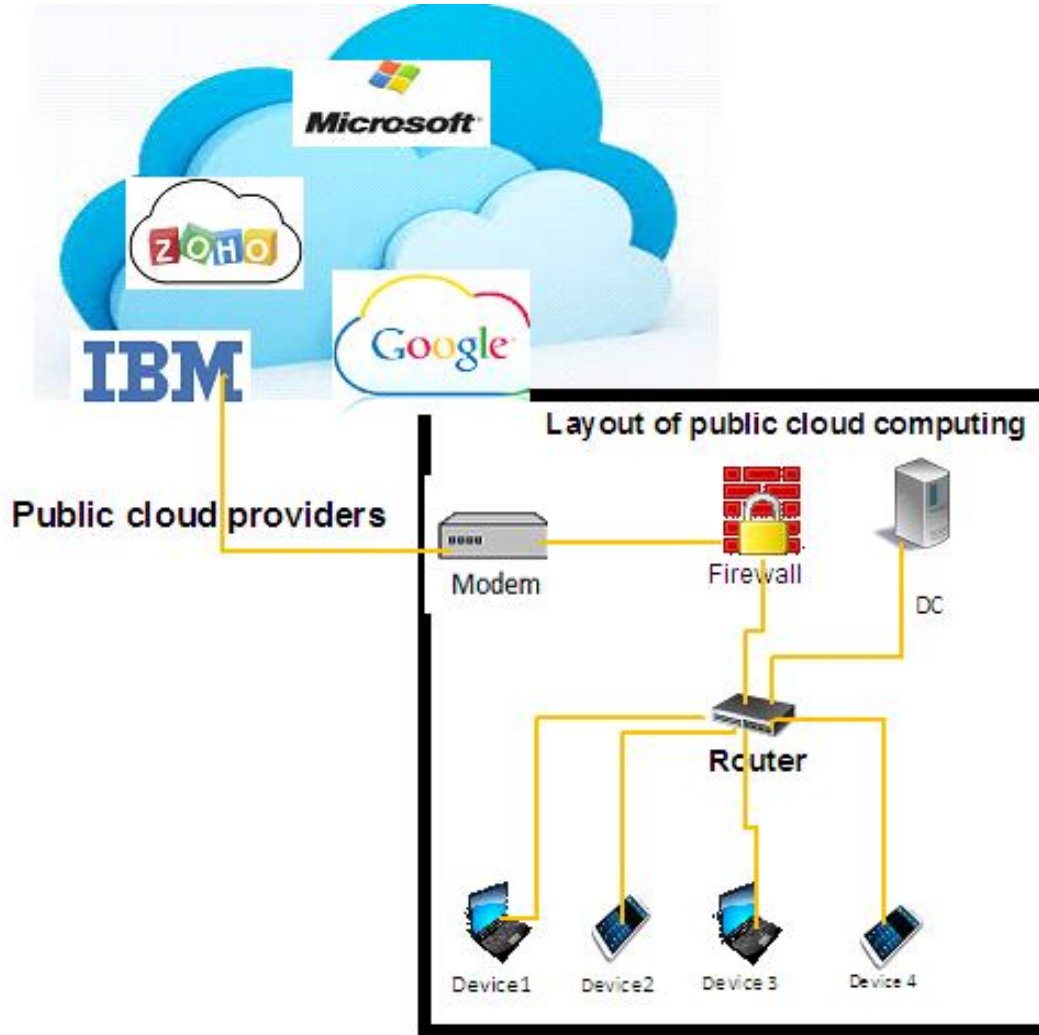 Microsoft
ZOHO
Google
IBM
Layout of public cloud computing
Public cloud providers
Modem
Firewall
DC
Router
Device1
Device2
Device 3
Device 4